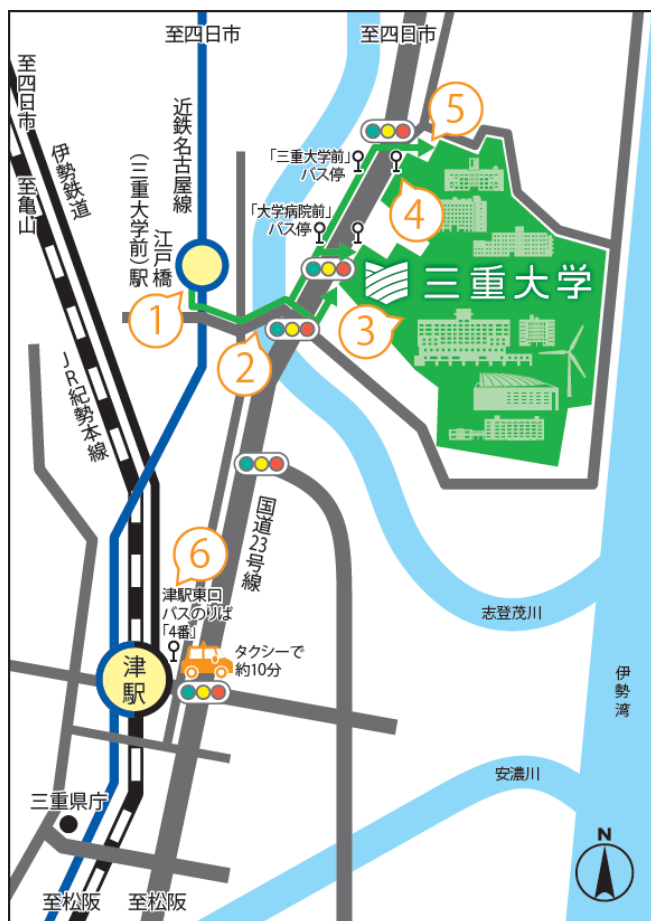 至四日市
至四日市
至四日市
至亀山
伊勢鉄道
近鉄名古屋線
江戸橋
(三重大学前)駅
「三重大学前」
バス停
「大学病院前」
バス停
5
4
三重大学
1
2
3
JR紀勢本線
国道23号線
6
津駅東口
バスのりば
「4番」
タクシーで
約10分
津駅
志登茂川
伊勢湾
安濃川
三重県庁
至松阪
至松阪
N